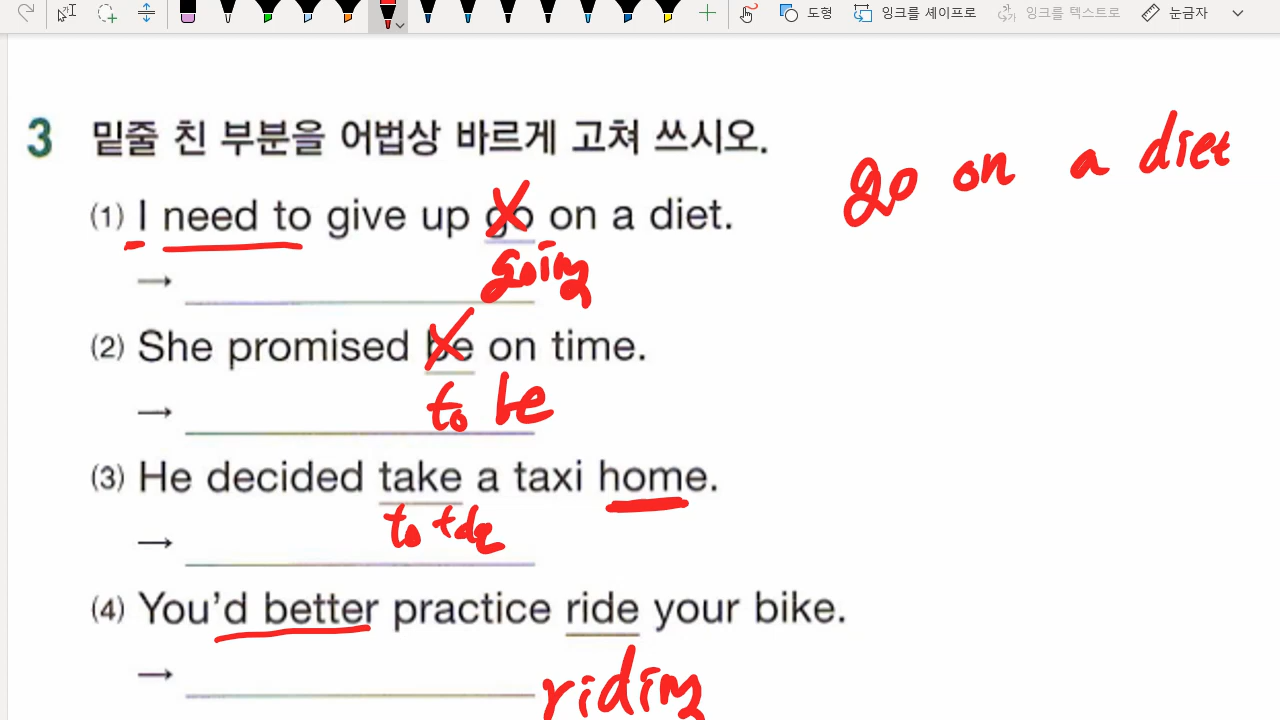 도형 잉크를 셰이프로 잉크를 텍스트로 눈금자
3 밑줄 친 부분을 어법상 바르게 고쳐 쓰시오.
go on a diet
(1) I need to give up go on a diet.
→ going
(2) She promised be on time.
→ to be
(3) He decided take a taxi home.
→ to
(4) You'd better practice ride your bike.
→ riding